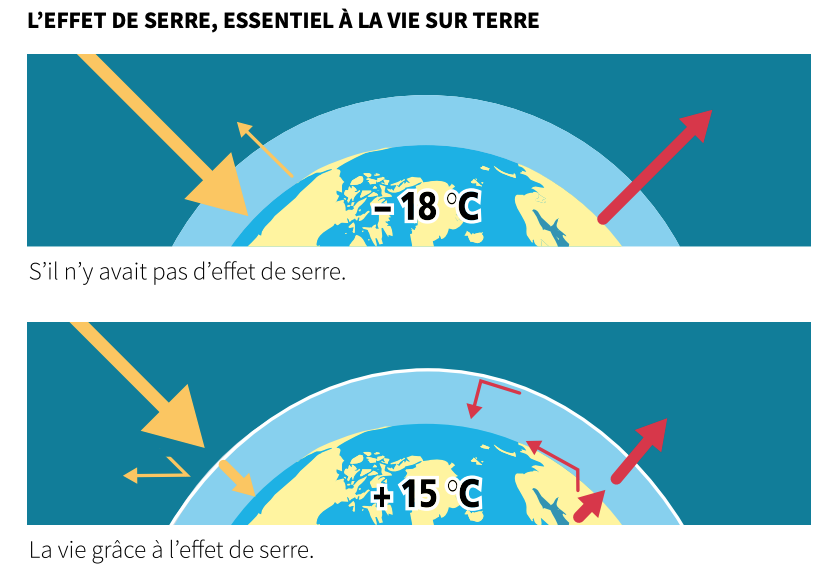 L’EFFET DE SERRE, ESSENTIEL À LA VIE SUR TERRE
– 18 °C
S’il n’y avait pas d’effet de serre.
+ 15 °C
La vie grâce à l’effet de serre.